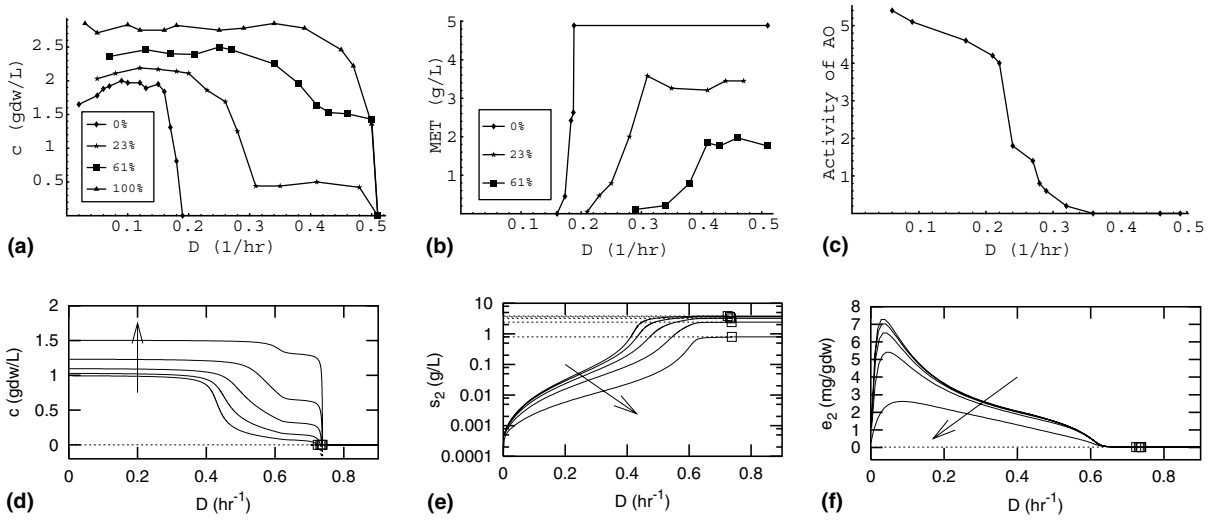 c (gdw/L)
2.5
2
1.5
1
0.5
0%
23%
61%
100%
0.1 0.2 0.3 0.4 0.5
D (1/hr)
(a)
MET (g/L)
5
4
3
2
1
0%
23%
61%
0.1 0.2 0.3 0.4 0.5
D (1/hr)
(b)
Activity of AO
5
4
3
2
1
0.1 0.2 0.3 0.4 0.5
D (1/hr)
(c)
c (gdw/L)
2
1.5
1
0.5
0
0 0.2 0.4 0.6 0.8
D (hr-1)
(d)
s2 (g/L)
10
1
0.1
0.01
0.001
0.0001
0 0.2 0.4 0.6 0.8
D (hr-1)
(e)
e2 (mg/gdw)
8
7
6
5
4
3
2
1
0
0 0.2 0.4 0.6 0.8
D (hr-1)
(f)